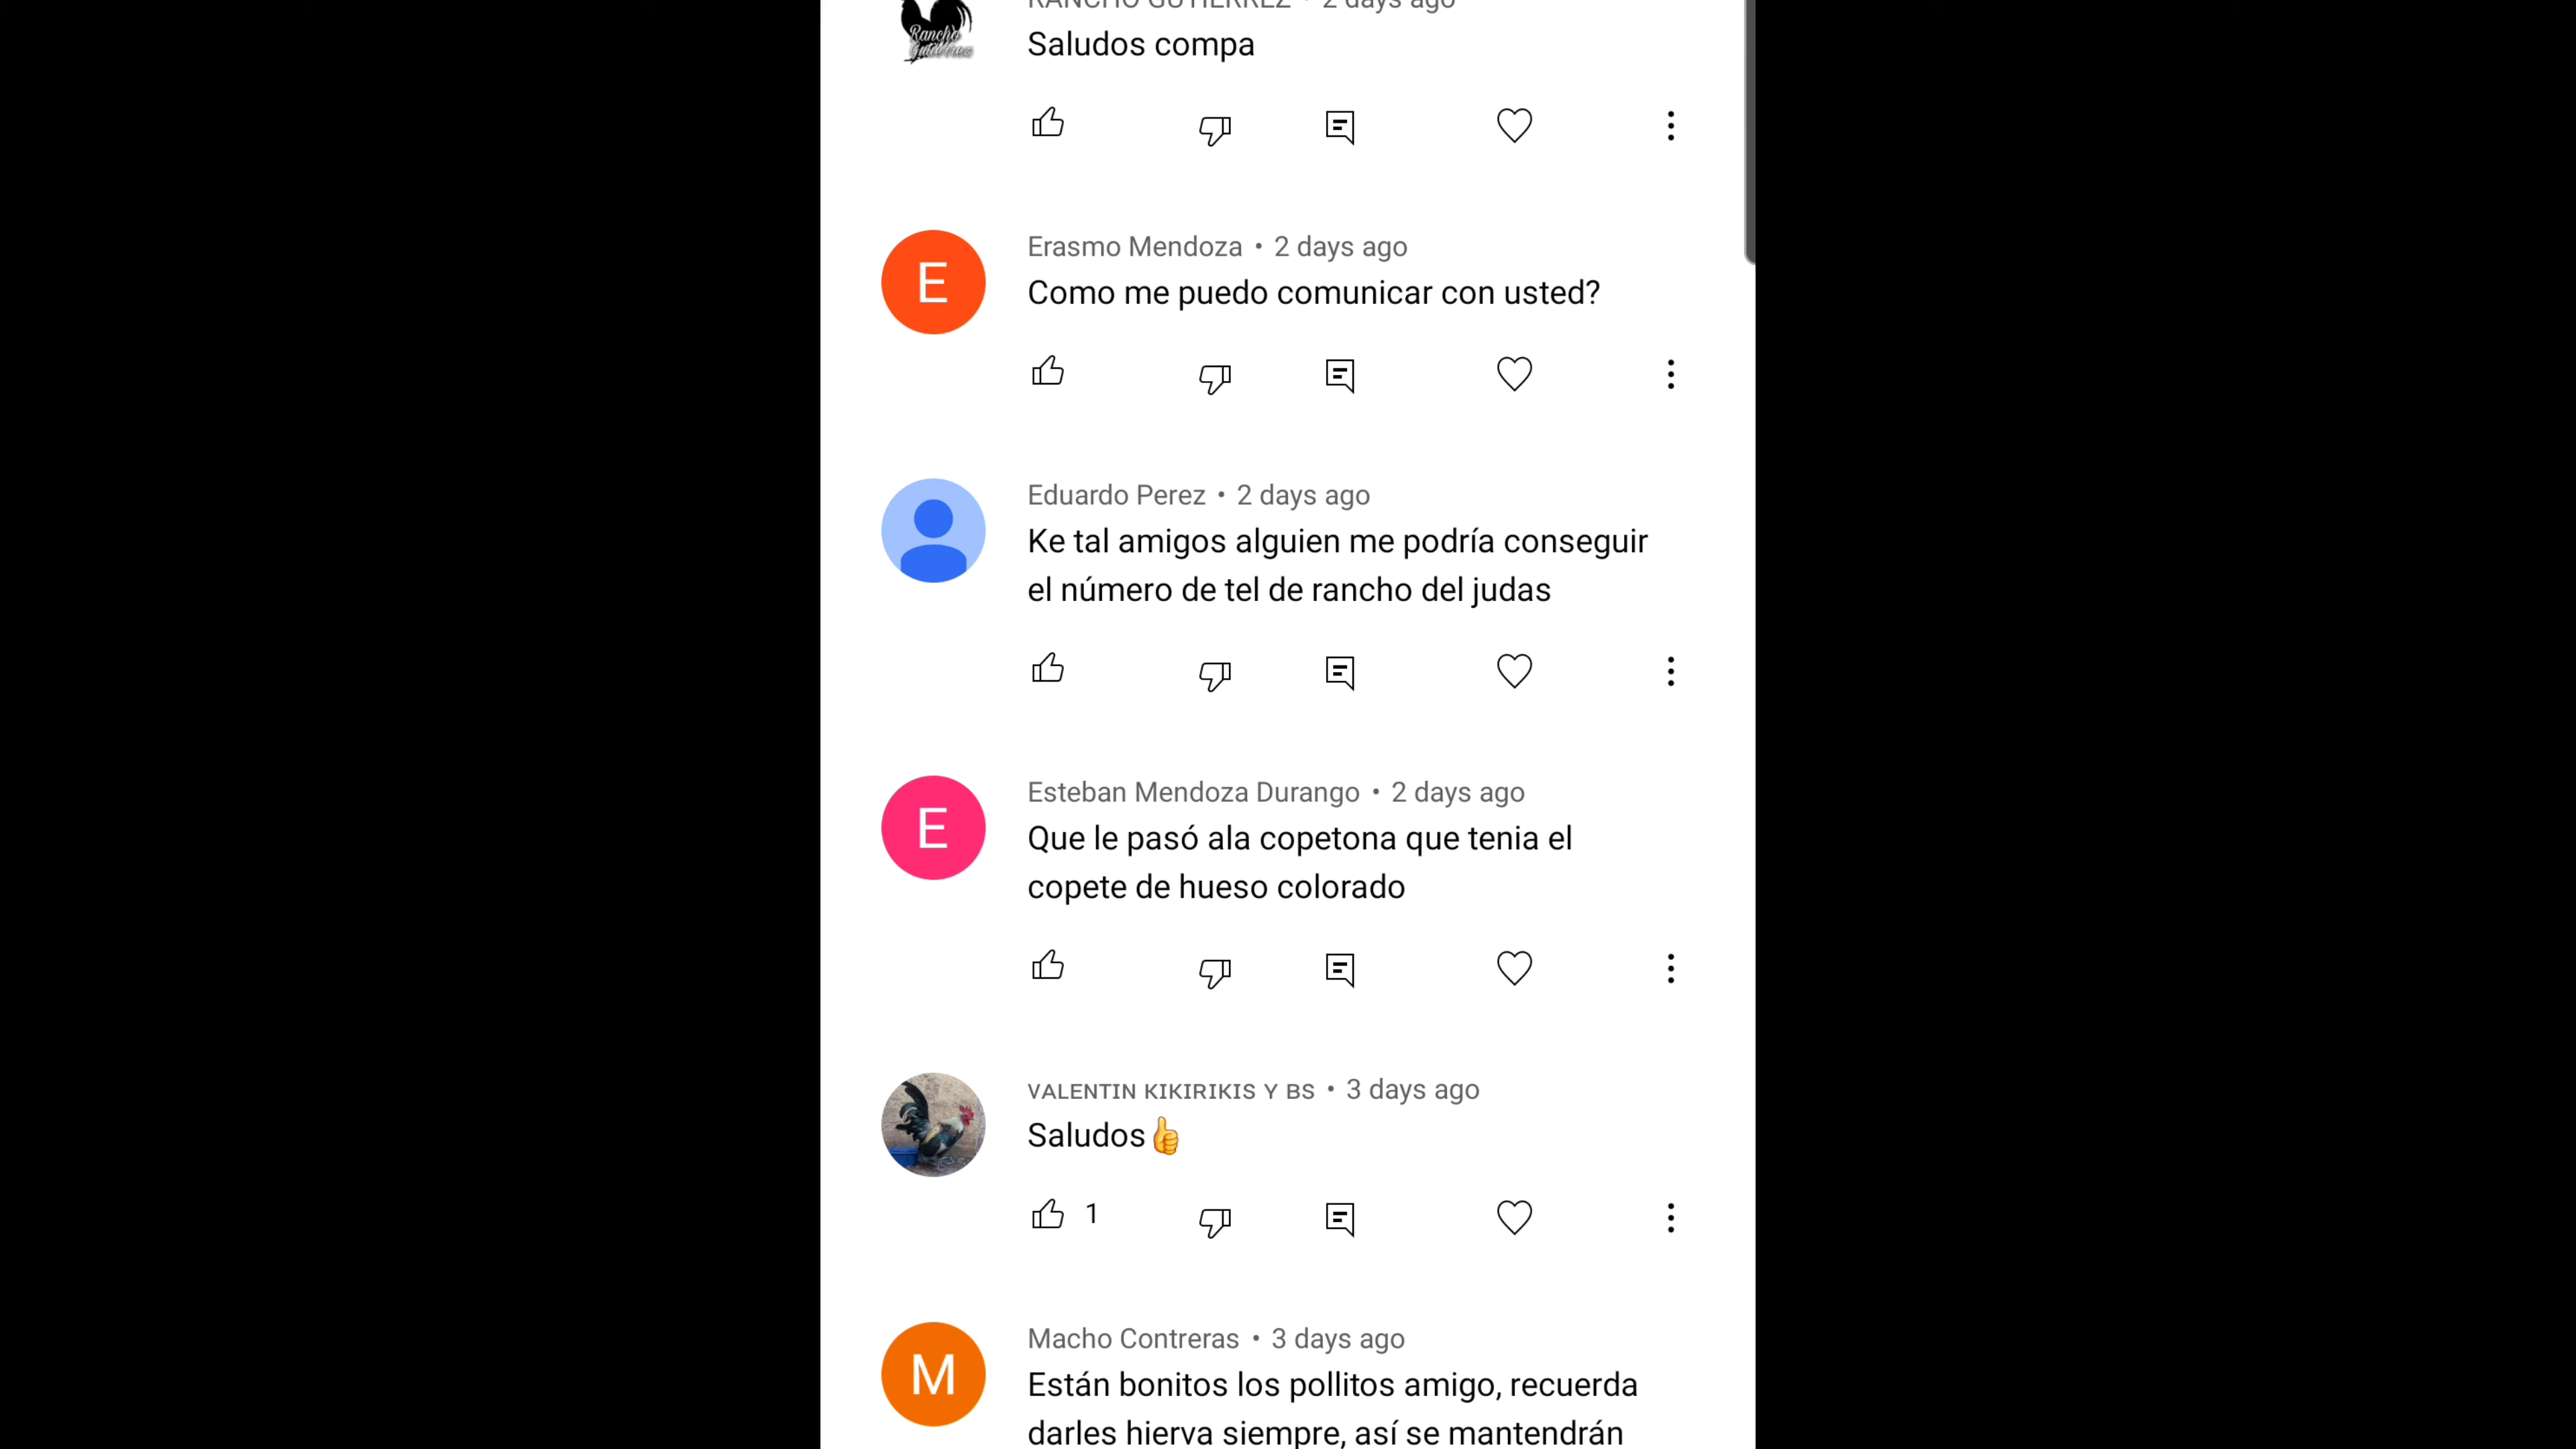 RANCHO GUTIERREZ • 2 days ago
Rancho
Gutiérrez
Saludos compa
E
Erasmo Mendoza • 2 days ago
Como me puedo comunicar con usted?
Eduardo Perez • 2 days ago
Ke tal amigos alguien me podría conseguir
el número de tel de rancho del judas
E
Esteban Mendoza Durango • 2 days ago
Que le pasó ala copetona que tenia el
copete de hueso colorado
VALENTIN KIKIRIKIS Y BS • 3 days ago
Saludos👍
1
M
Macho Contreras • 3 days ago
Están bonitos los pollitos amigo, recuerda
darles hierva siempre, así se mantendrán